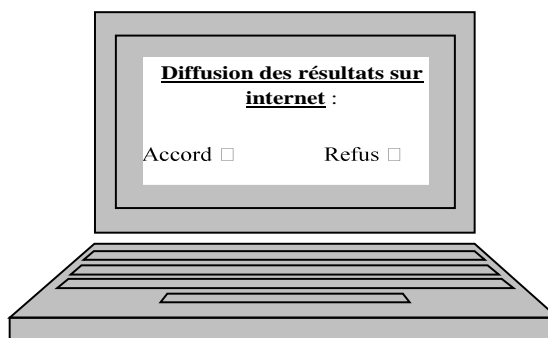 Diffusion des résultats sur
internet :
Accord □ Refus □